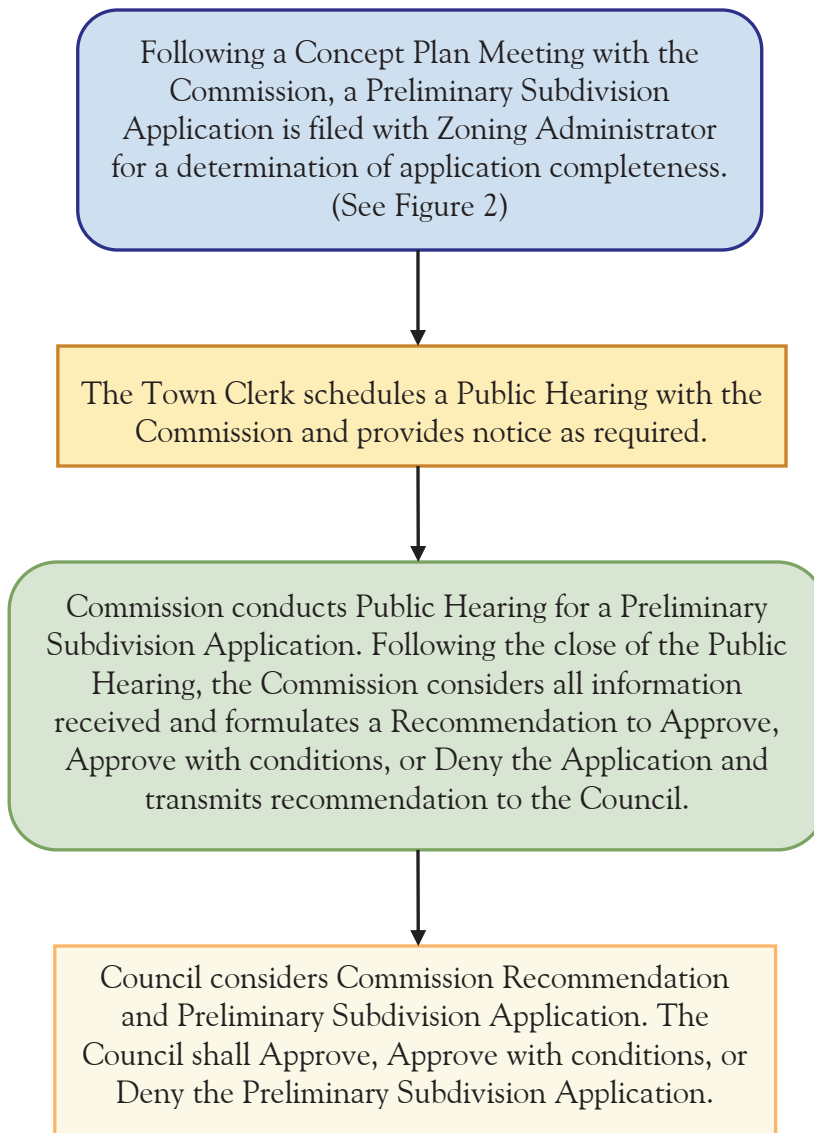 Following a Concept Plan Meeting with the
Commission, a Preliminary Subdivision
Application is filed with Zoning Administrator
for a determination of application completeness.
(See Figure 2)
The Town Clerk schedules a Public Hearing with the
Commission and provides notice as required.
Commission conducts Public Hearing for a Preliminary
Subdivision Application. Following the close of the Public
Hearing, the Commission considers all information
received and formulates a Recommendation to Approve,
Approve with conditions, or Deny the Application and
transmits recommendation to the Council.
Council considers Commission Recommendation
and Preliminary Subdivision Application. The
Council shall Approve, Approve with conditions, or
Deny the Preliminary Subdivision Application.